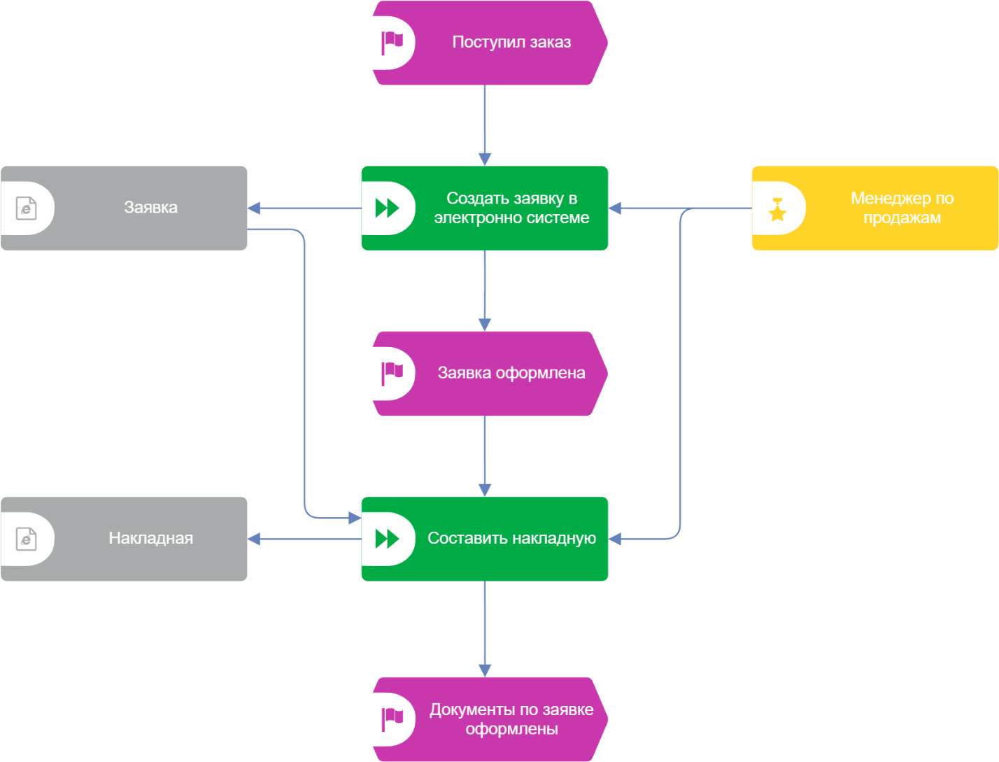 Поступил заказ
Заявка
Создать заявку в
электронно системе
Менеджер по
продажам
Заявка оформлена
Накладная
Составить накладную
Документы по заявке
оформлены